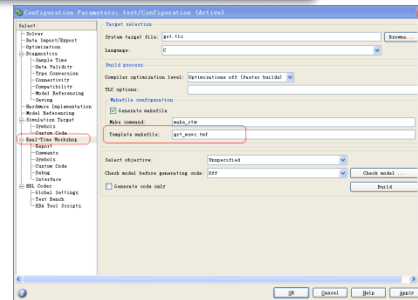 Configuration Parameters: test/Configuration (Active)
Select:
Solver
Data Import/Export
Optimization
Diagnostics
Sample Time
Data Validity
Type Conversion
Connectivity
Compatibility
Model Referencing
Saving
Hardware Implementation
Model Referencing
Simulation Target
Symbols
Custom Code
Real-Time Workshop
Report
Comments
Symbols
Custom Code
Debug
Interface
HDL Coder
Global Settings
Test Bench
EDA Tool Scripts
Target selection
System target file: grt.tlc
Browse...
Language: C
Build process
Compiler optimization level: Optimizations off (faster builds)
TLC options:
Makefile configuration
Generate makefile
Make command: make_rtw
Template makefile: grt_msvc.tmf
Select objective: Unspecified
Check model before generating code: Off
Check model ...
Generate code only
Build
OK Cancel Help Apply